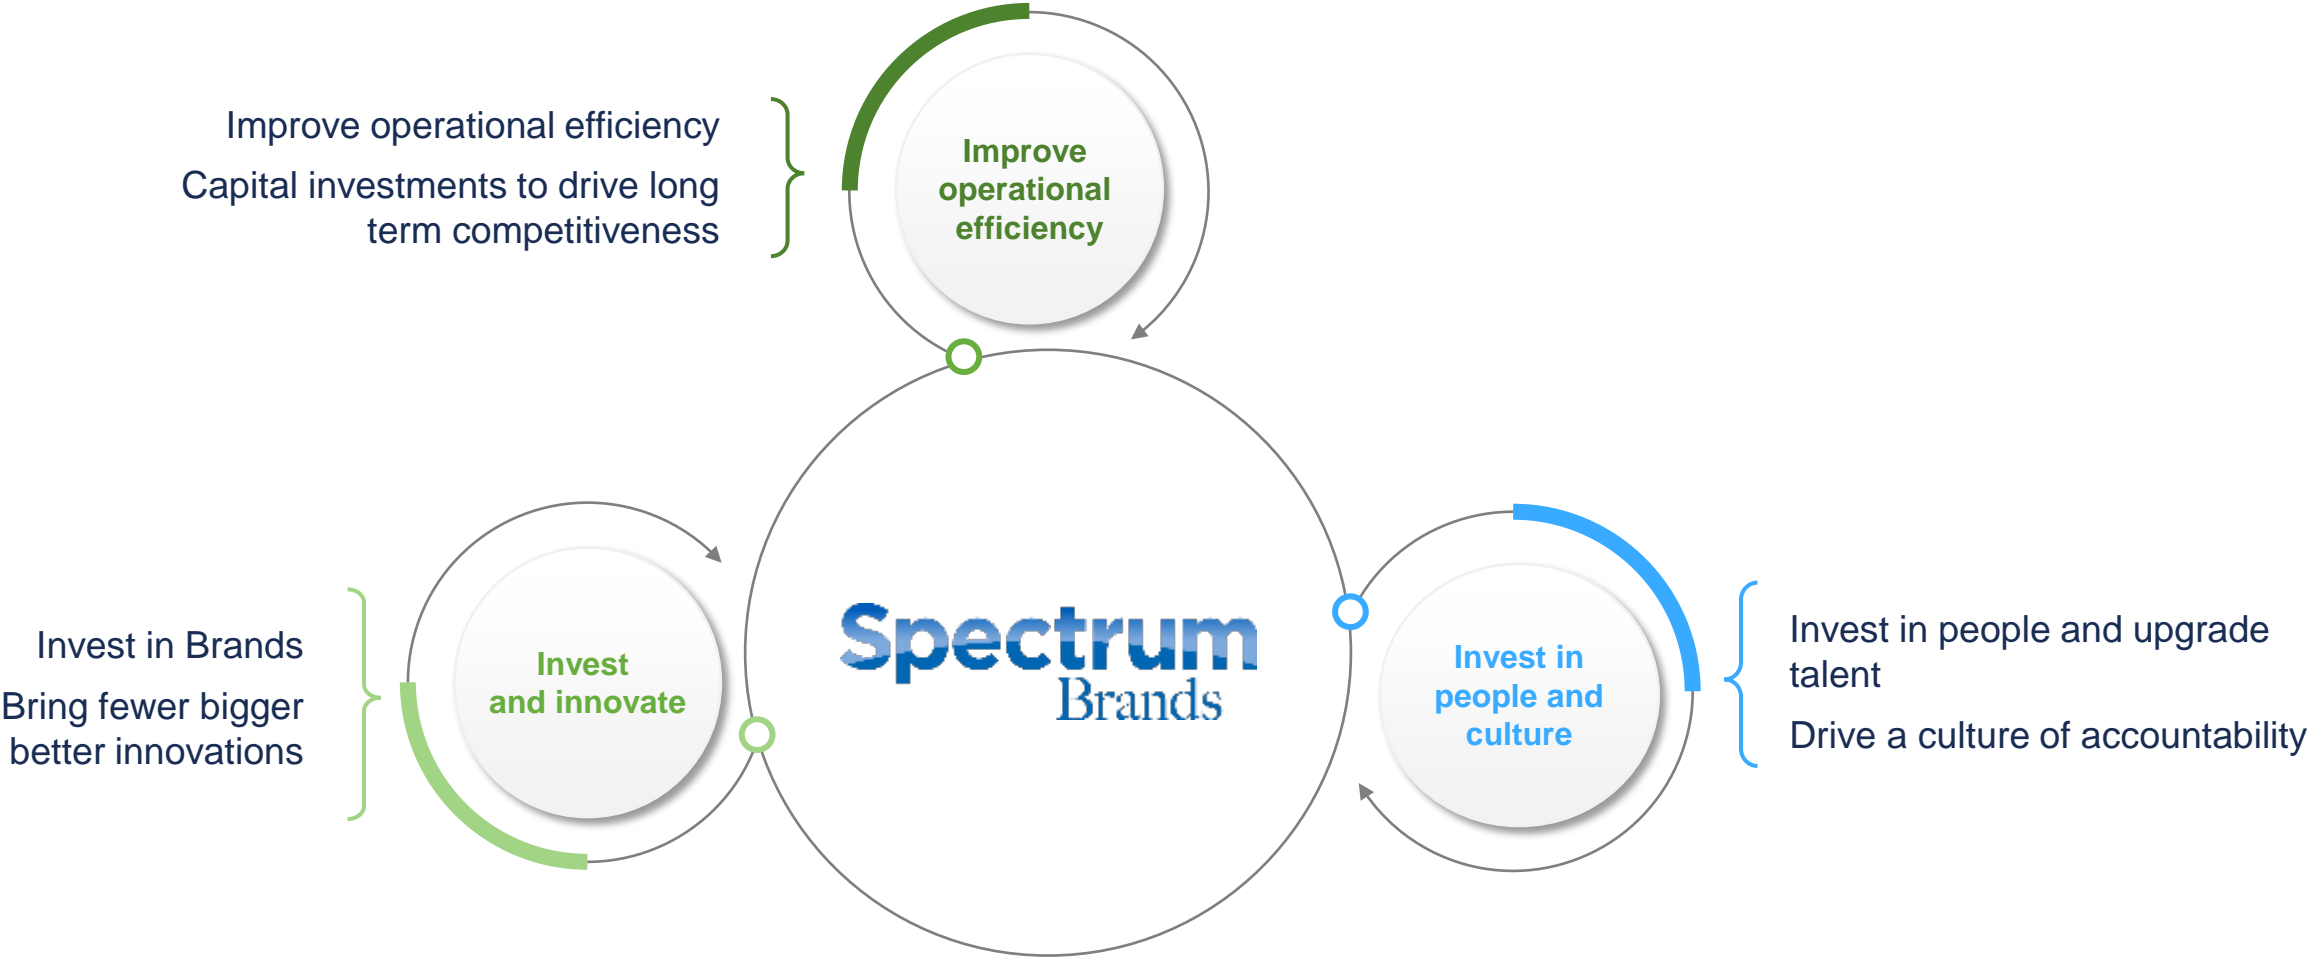 Improve operational efficiency
Capital investments to drive long
term competitiveness
Improve
operational
efficiency
Invest in Brands
Bring fewer bigger
better innovations
Invest
and innovate
Spectrum
Brands
Invest in
people and
culture
Invest in people and upgrade
talent
Drive a culture of accountability